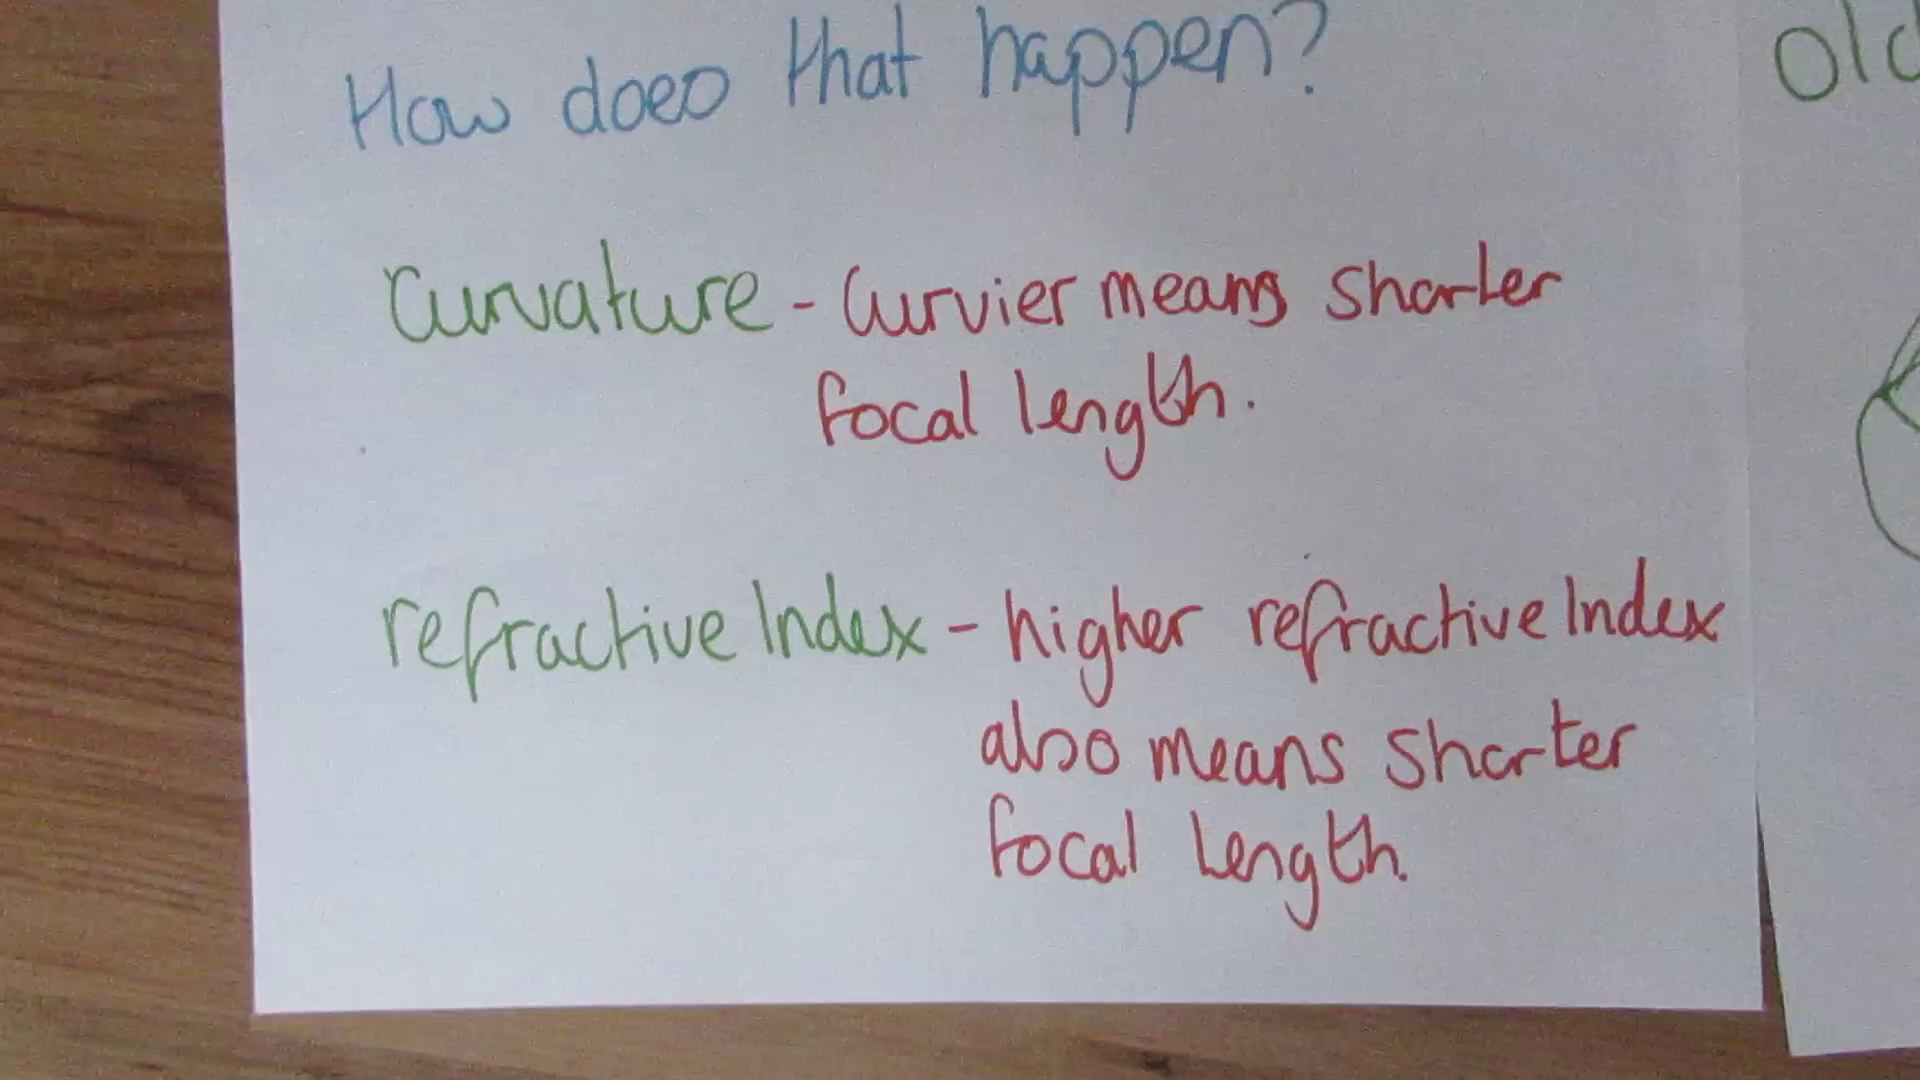 How does that happen?
Curvature - Curvier means shorter
focal length.
refractive Index - higher refractive Index
also means shorter
focal length.